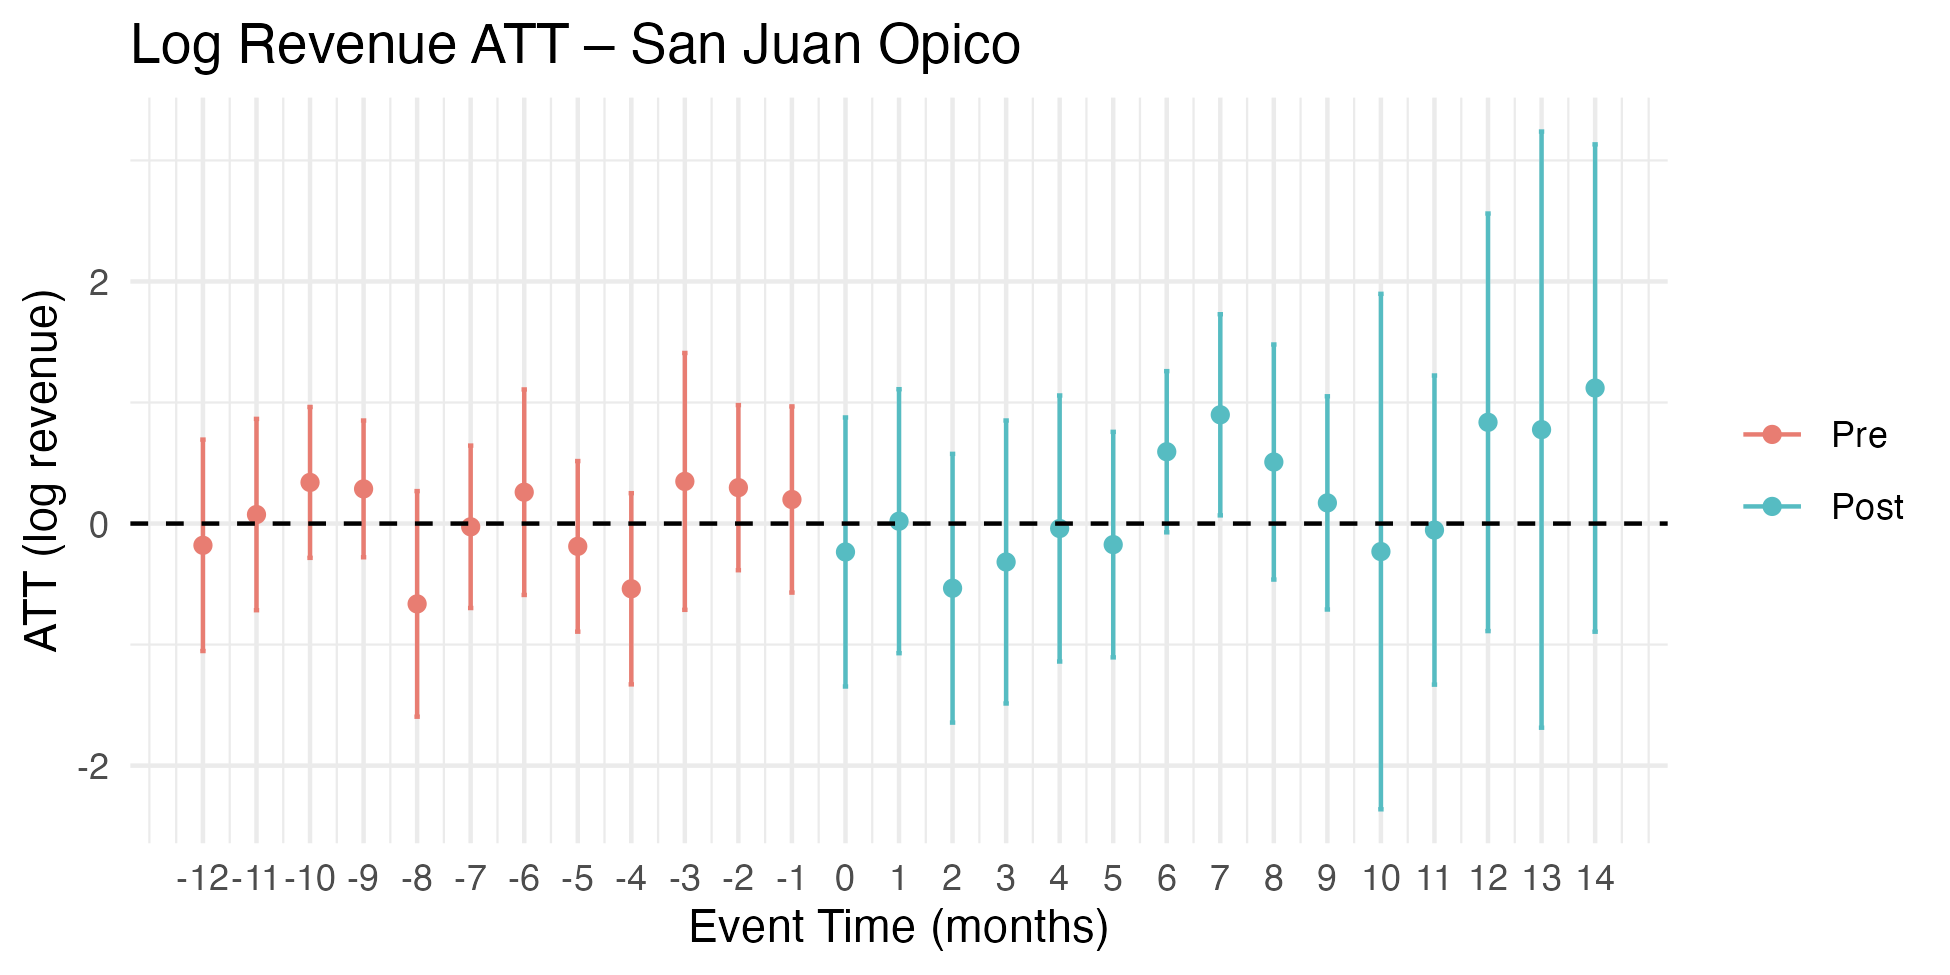 Log Revenue ATT – San Juan Opico
ATT (log revenue)
2
0
-2
-12 -11 -10 -9 -8 -7 -6 -5 -4 -3 -2 -1 0 1 2 3 4 5 6 7 8 9 10 11 12 13 14
Event Time (months)
Pre
Post